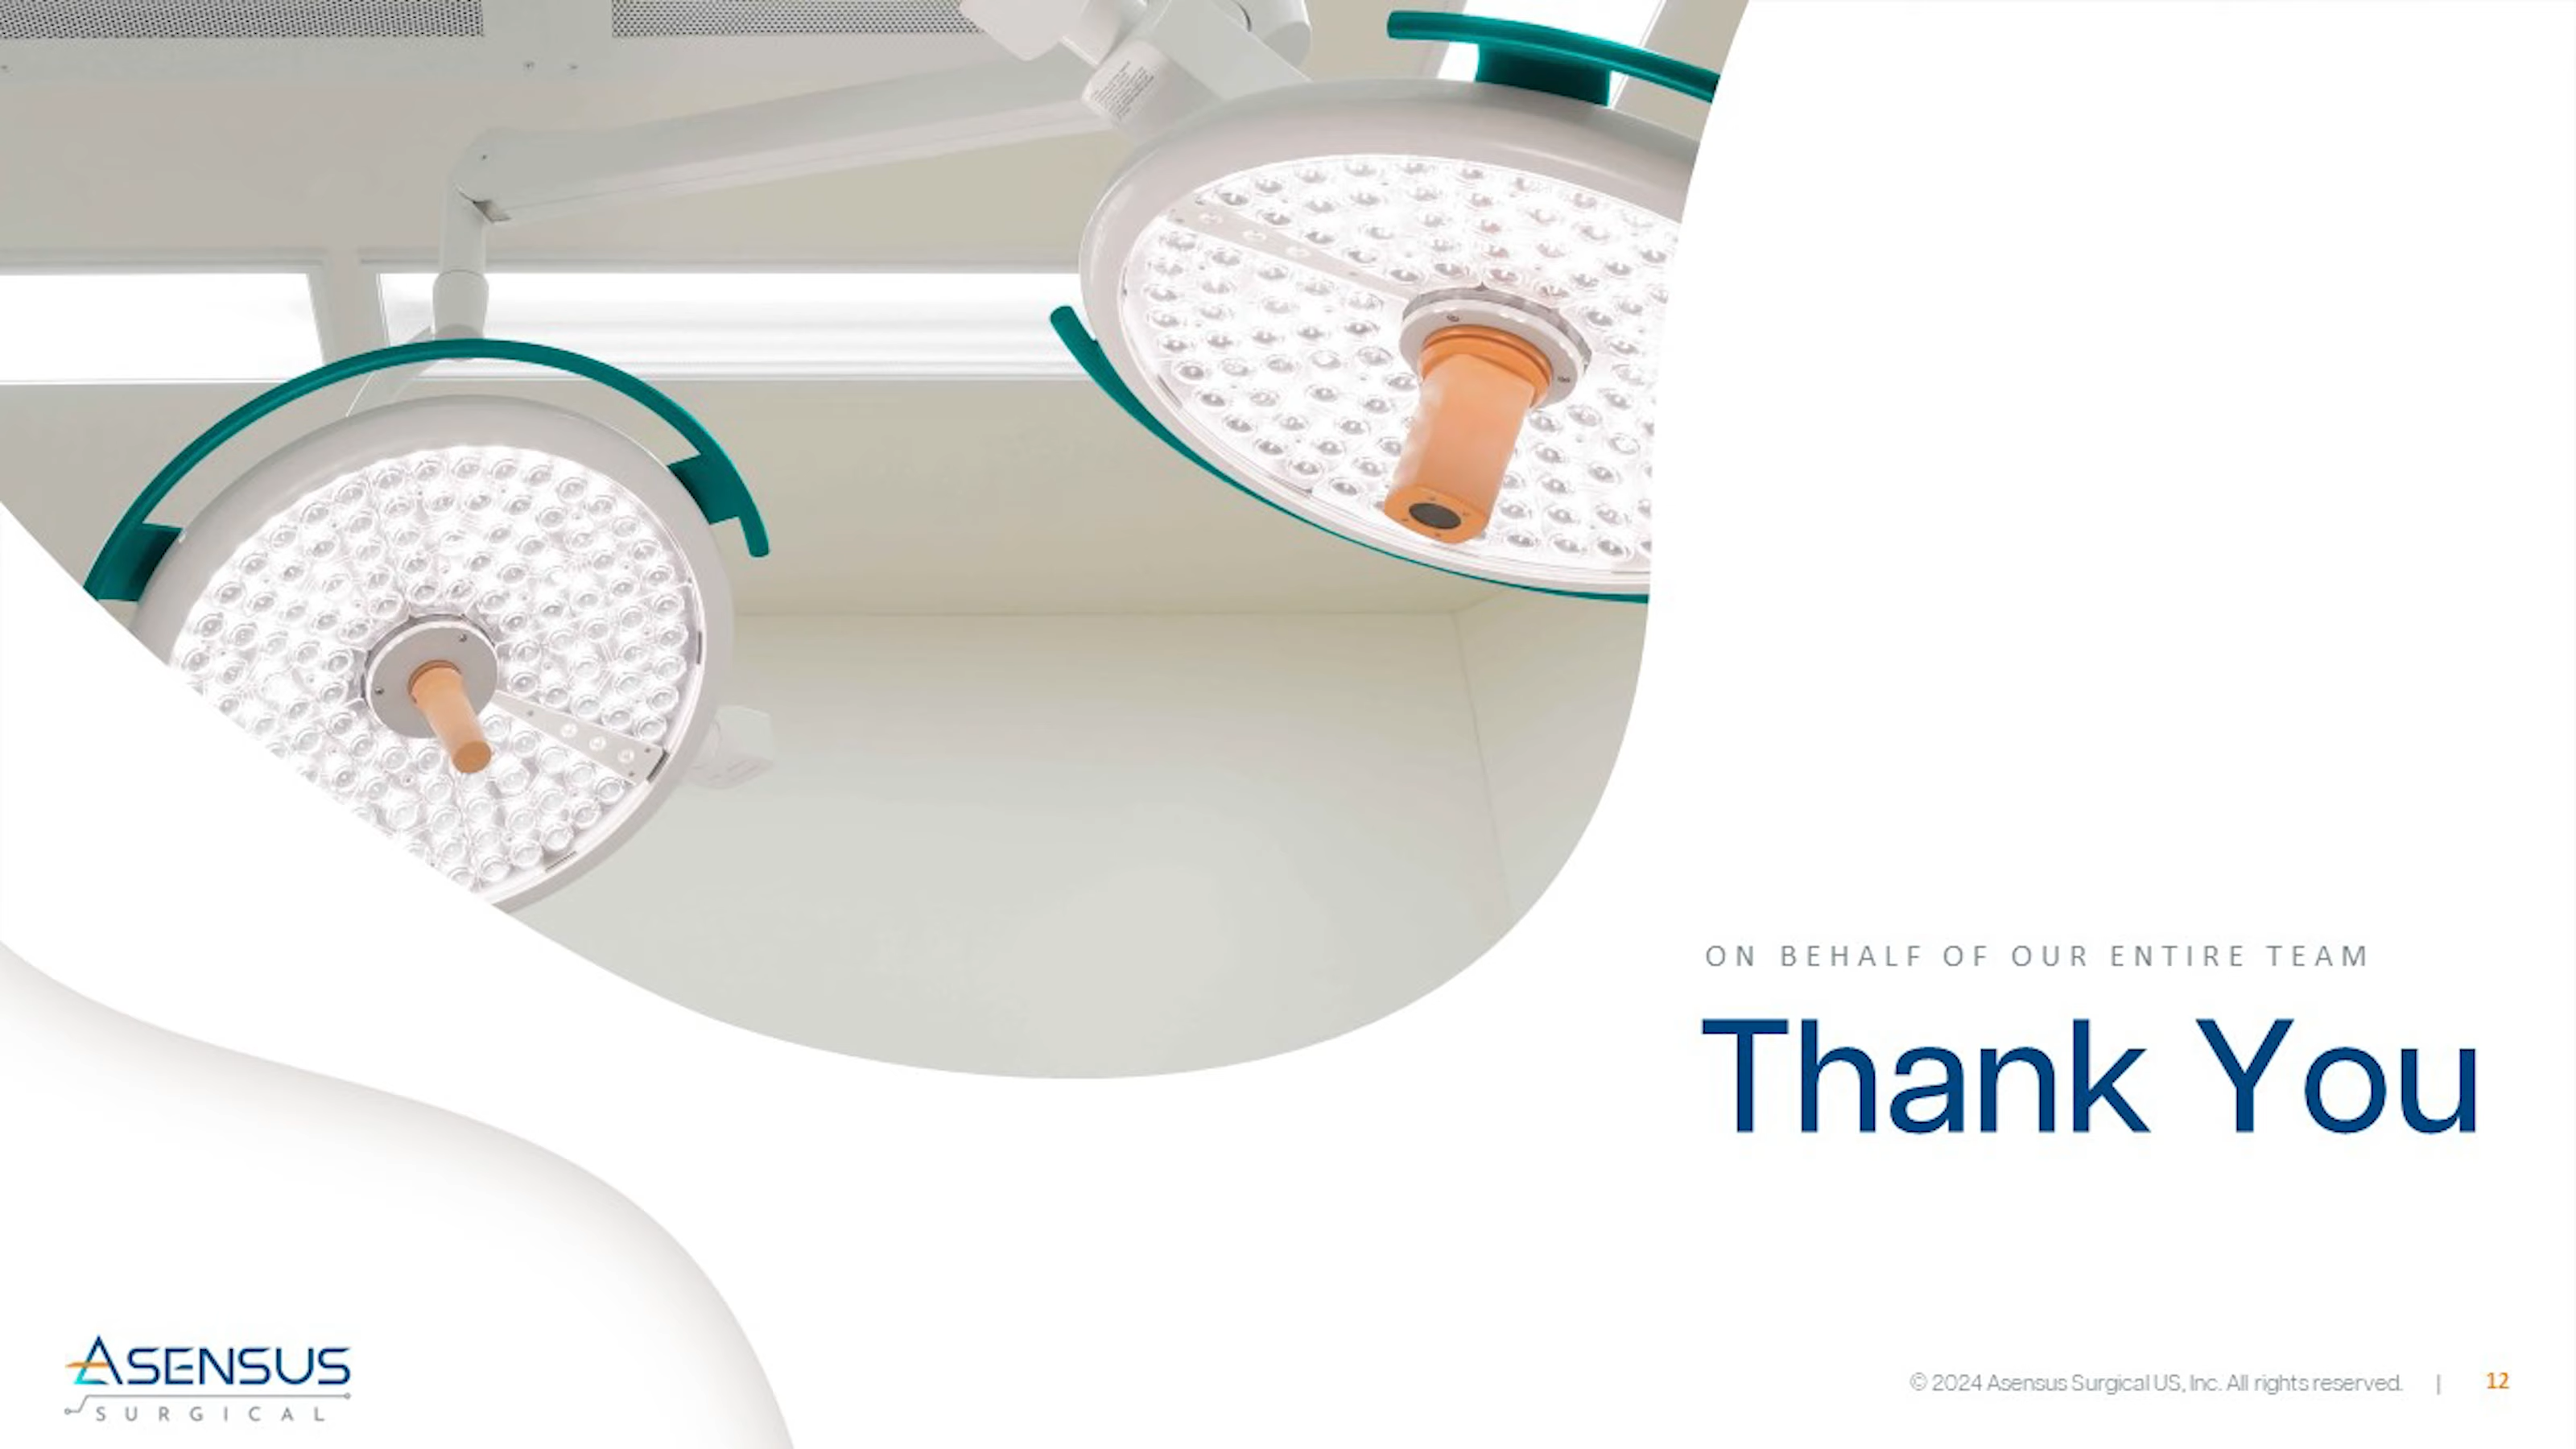 ON BEHALF OF OUR ENTIRE TEAM
Thank You
ASENSUS
SURGICAL
© 2024 Asensus Surgical US, Inc. All rights reserved. | 12